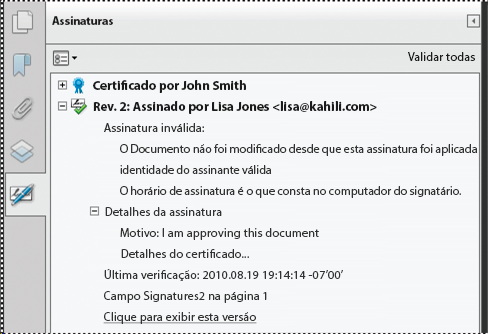 Assinaturas
Validar todas
Certificado por John Smith
Rev. 2: Assinado por Lisa Jones <lisa@kahili.com>
Assinatura inválida:
O Documento não foi modificado desde que esta assinatura foi aplicada
identidade do assinante válida
O horário de assinatura é o que consta no computador do signatário.
Detalhes da assinatura
Motivo: I am approving this document
Detalhes do certificado...
Última verificação: 2010.08.19 19:14:14 -07'00'
Campo Signatures2 na página 1
Clique para exibir esta versão